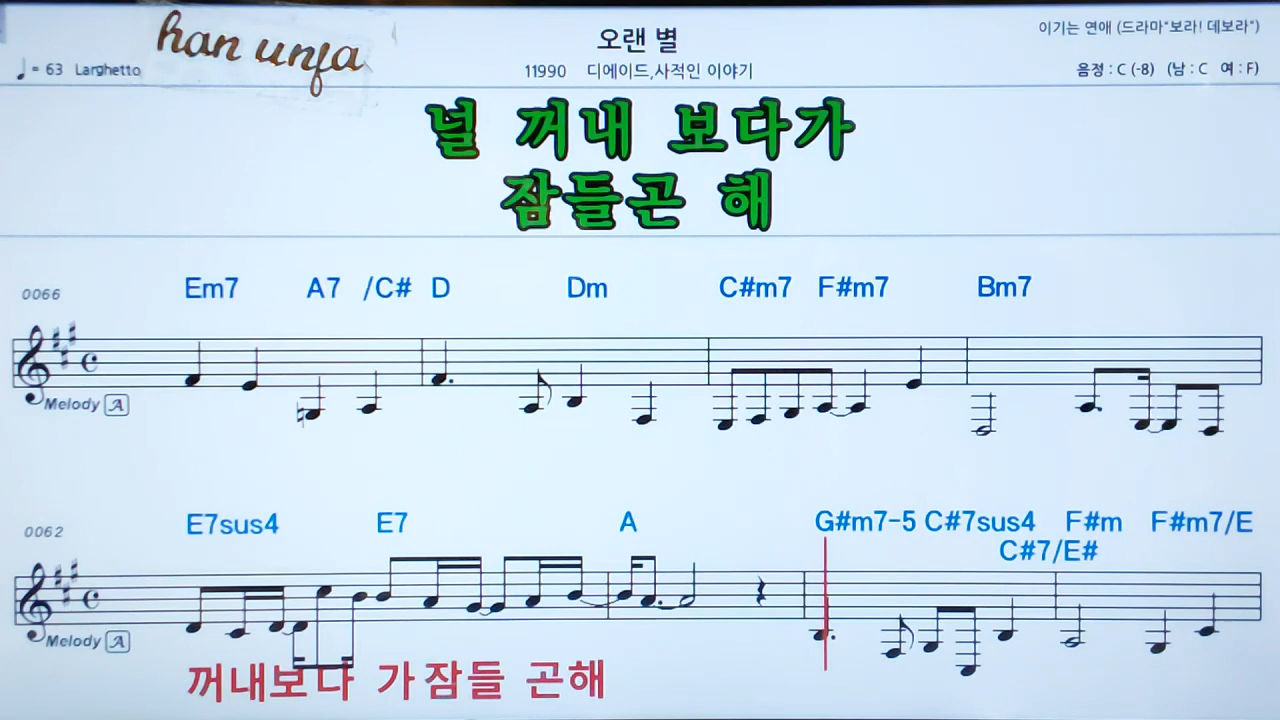 han unfa
오랜 별
이기는 연애 (드라마"보라! 데보라")
♩= 63 Larghetto
11990 디에이드,사적인 이야기
음정 : C (-8) (남 : C 여 : F)
널 꺼내 보다가
잠들곤 해
0066 Em7 A7 /C# D Dm C#m7 F#m7 Bm7
Melody A
0062 E7sus4 E7 A G#m7-5 C#7sus4 F#m F#m7/E
C#7/E#
Melody A
꺼내보다 가잠들 곤해